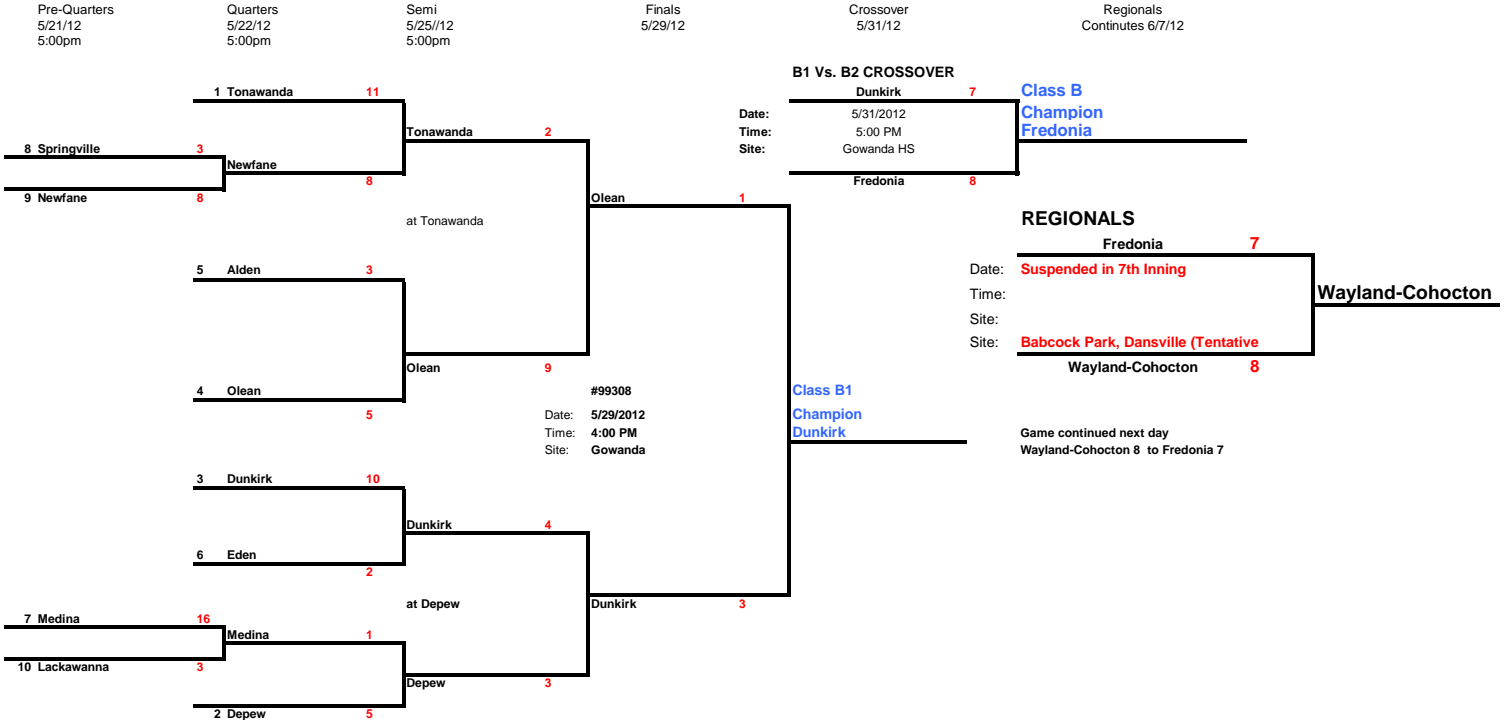 Pre-Quarters Quarters Semi Finals Crossover Regionals
5/21/12 5/22/12 5/25//12 5/29/12 5/31/12 Continutes 6/7/12
5:00pm 5:00pm 5:00pm
B1 Vs. B2 CROSSOVER
1 Tonawanda 11 Dunkirk 7 Class B
Date: 5/31/2012 Champion
Tonawanda 2 Time: 5:00 PM Fredonia
8 Springville 3 Site: Gowanda HS
Newfane
8 Fredonia 8
9 Newfane 8 Olean 1
at Tonawanda REGIONALS
Fredonia 7
5 Alden 3 Date: Suspended in 7th Inning
Time: Wayland-Cohocton
Site:
Site: Babcock Park, Dansville (Tentative
Olean 9 Wayland-Cohocton 8
4 Olean #99308 Class B1
5 Date: 5/29/2012 Champion
Time: 4:00 PM Dunkirk Game continued next day
Site: Gowanda Wayland-Cohocton 8 to Fredonia 7
3 Dunkirk 10
Dunkirk 4
6 Eden
2
at Depew Dunkirk 3
7 Medina 16
Medina 1
10 Lackawanna 3
Depew 3
2 Depew 5